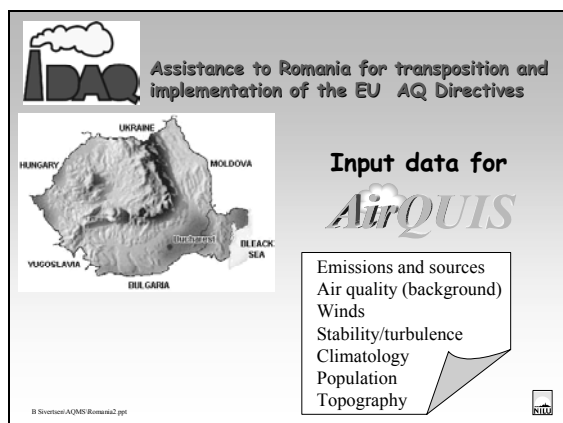 IDAQ
Assistance to Romania for transposition and
implementation of the EU AQ Directives
UKRAINE
HUNGARY
MOLDOVA
Bucharest
BLEACK
SEA
YUGOSLAVIA
BULGARIA
Input data for
AirQUIS
Emissions and sources
Air quality (background)
Winds
Stability/turbulence
Climatology
Population
Topography
B Sivertsen\AQMS\Romania2.ppt
NILU